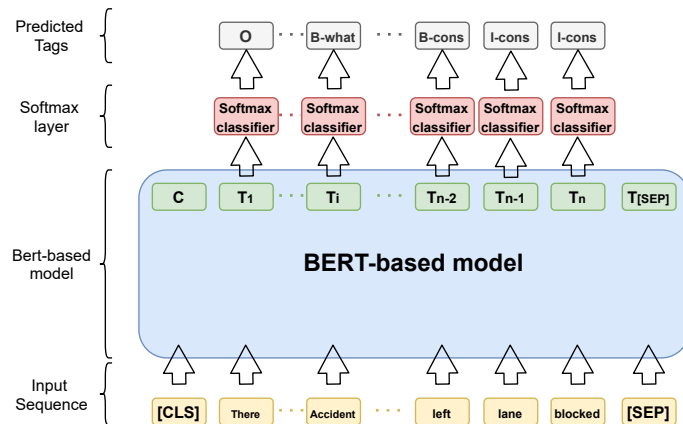 Predicted
Tags
O ··· B-what ··· B-cons I-cons I-cons
Softmax
layer
Softmax
classifier
···
Softmax
classifier
···
Softmax
classifier
Softmax
classifier
Softmax
classifier
Bert-based
model
C T1 ··· Ti ··· Tn-2 Tn-1 Tn T[SEP]
BERT-based model
Input
Sequence
[CLS] There ··· Accident ··· left lane blocked [SEP]